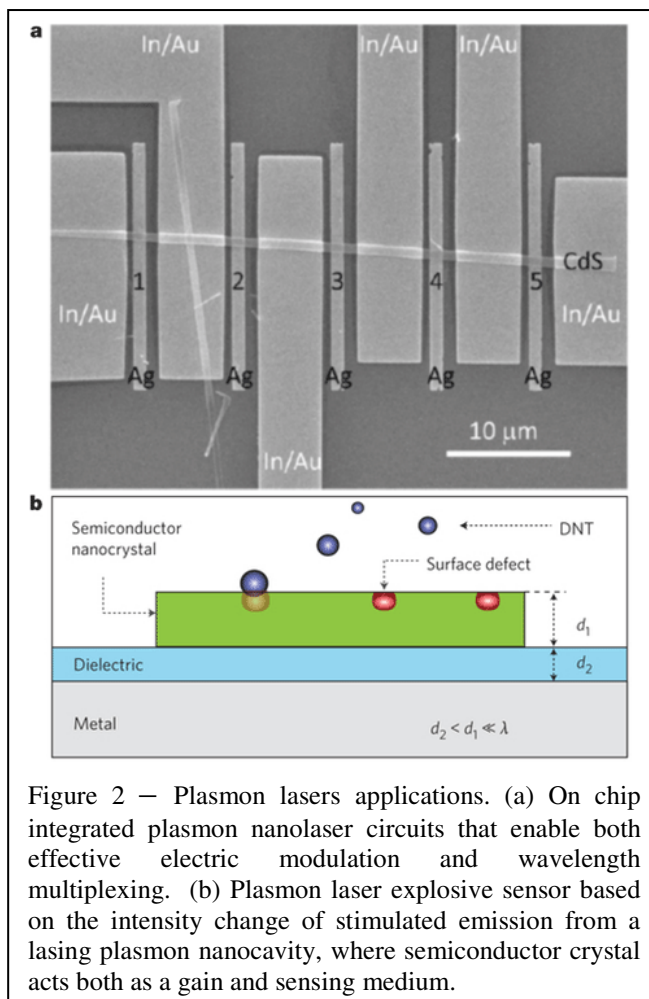 a
In/Au
In/Au
In/Au
1
2
3
4
5
CdS
In/Au
In/Au
Ag
Ag
Ag
Ag
Ag
In/Au
10 μm
b
Semiconductor
nanocrystal
DNT
Surface defect
d₁
Dielectric
d₂
Metal
d₂ < d₁ ≪ λ
Figure 2 – Plasmon lasers applications. (a) On chip
integrated plasmon nanolaser circuits that enable both
effective electric modulation and wavelength
multiplexing. (b) Plasmon laser explosive sensor based
on the intensity change of stimulated emission from a
lasing plasmon nanocavity, where semiconductor crystal
acts both as a gain and sensing medium.